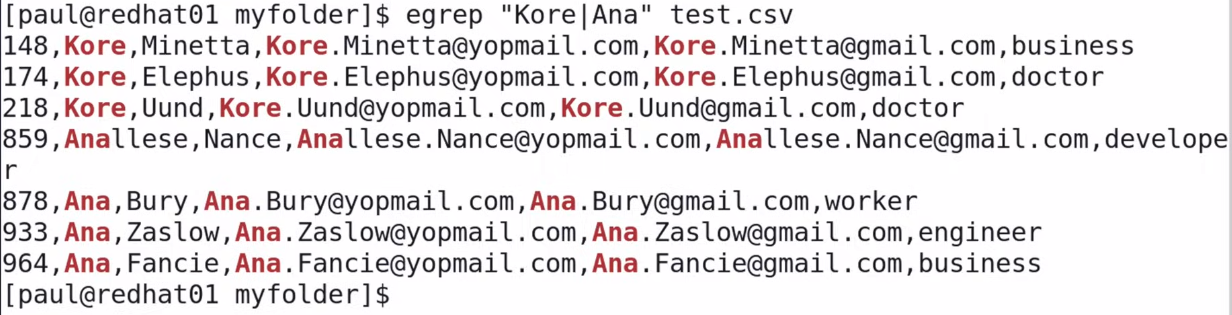 [paul@redhat01 myfolder]$ egrep "Kore|Ana" test.csv
148,Kore,Minetta,Kore.Minetta@yopmail.com,Kore.Minetta@gmail.com,business
174,Kore,Elephus,Kore.Elephus@yopmail.com,Kore.Elephus@gmail.com,doctor
218,Kore,Uund,Kore.Uund@yopmail.com,Kore.Uund@gmail.com,doctor
859,Anallese,Nance,Anallese.Nance@yopmail.com,Anallese.Nance@gmail.com,develope
r
878,Ana,Bury,Ana.Bury@yopmail.com,Ana.Bury@gmail.com,worker
933,Ana,Zaslow,Ana.Zaslow@yopmail.com,Ana.Zaslow@gmail.com,engineer
964,Ana,Fancie,Ana.Fancie@yopmail.com,Ana.Fancie@gmail.com,business
[paul@redhat01 myfolder]$